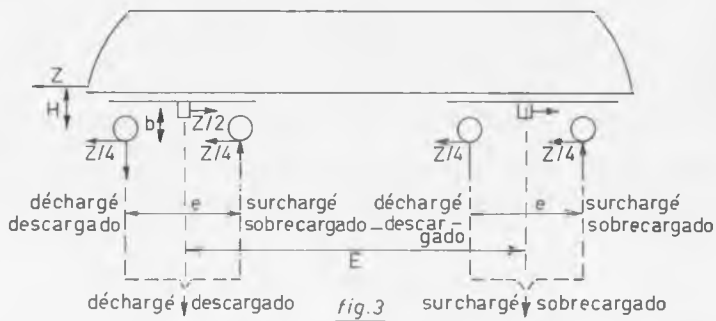 Z
H
b
Z/2
Z/4
Z/4
Z/4
Z/4
déchargé
descargado
e
surchargé
sobrecargado
déchargé
descar-
gado
e
surchargé
sobrecargado
E
déchargé descargado
fig.3
surchargé sobrecargado